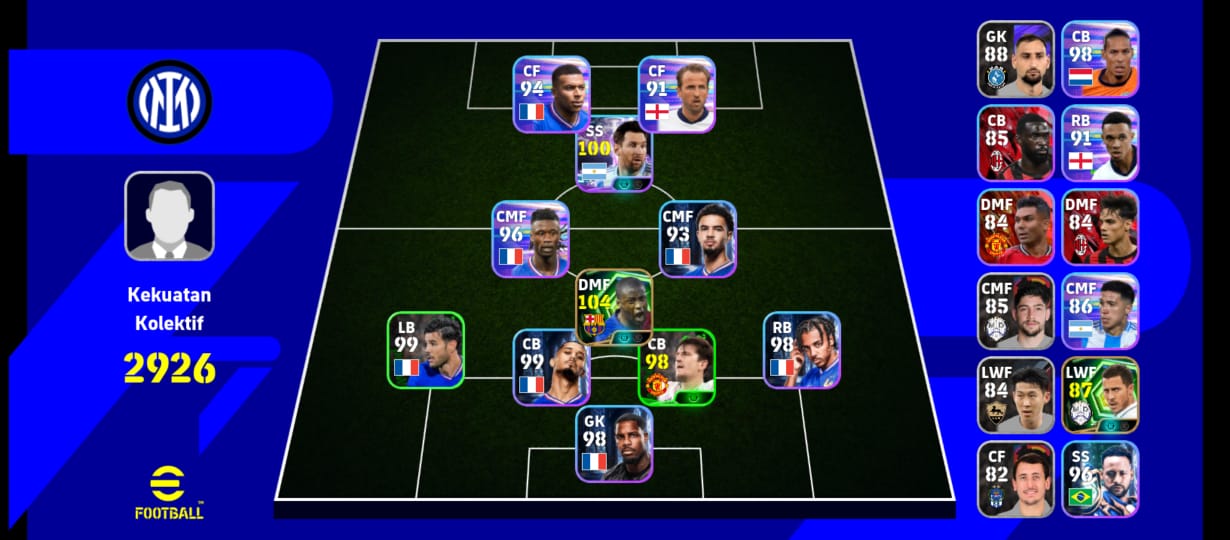 CF
94
CF
91
SS
100
CMF
96
CMF
93
DMF
104
LB
99
CB
99
CB
98
RB
98
GK
98
Kekuatan
Kolektif
2926
FOOTBALL™
GK
88
CB
98
CB
85
RB
91
DMF
84
DMF
84
CMF
85
CMF
86
LWF
84
LWF
87
CF
82
SS
96